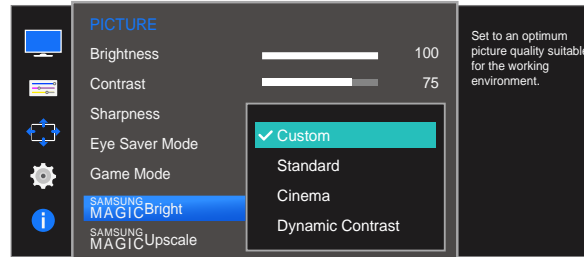 PICTURE
Brightness 100
Contrast 75
Sharpness
Eye Saver Mode
Game Mode
SAMSUNG
MAGICBright
SAMSUNG
MAGICUpscale
Custom
Standard
Cinema
Dynamic Contrast
Set to an optimum
picture quality suitable
for the working
environment.
i